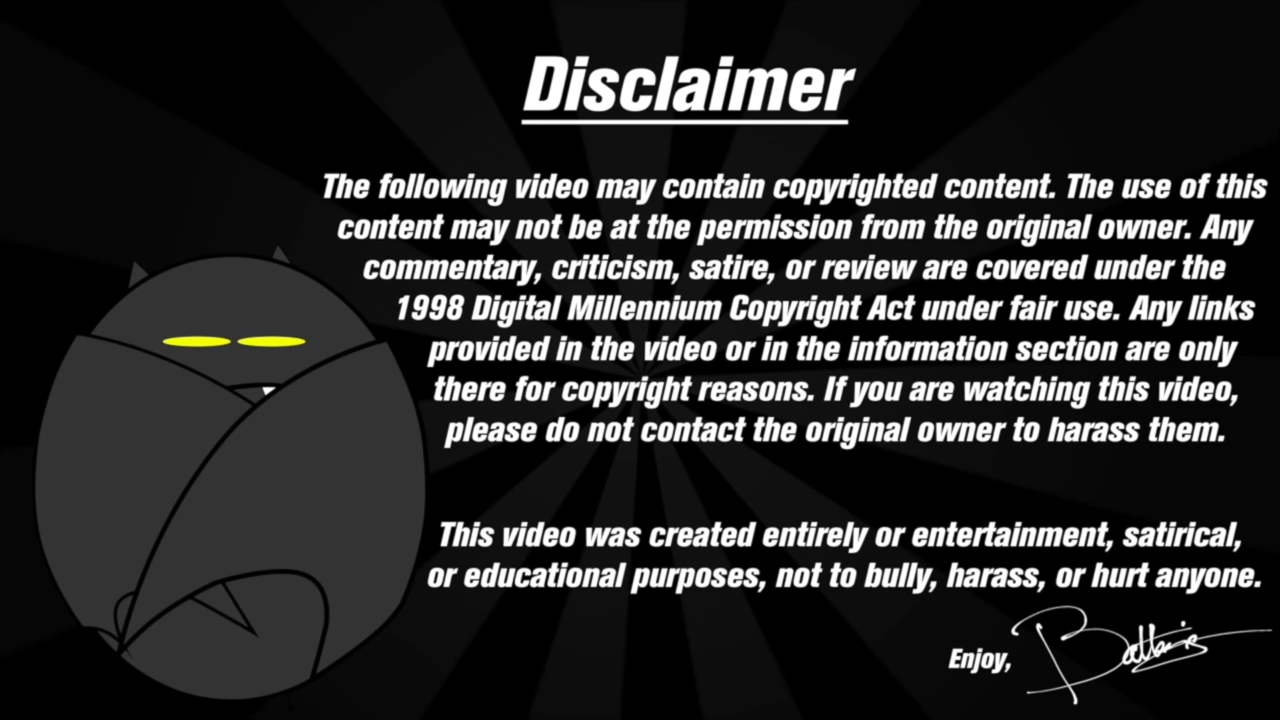 Disclaimer
The following video may contain copyrighted content. The use of this
content may not be at the permission from the original owner. Any
commentary, criticism, satire, or review are covered under the
1998 Digital Millennium Copyright Act under fair use. Any links
provided in the video or in the information section are only
there for copyright reasons. If you are watching this video,
please do not contact the original owner to harass them.
This video was created entirely or entertainment, satirical,
or educational purposes, not to bully, harass, or hurt anyone.
Enjoy,